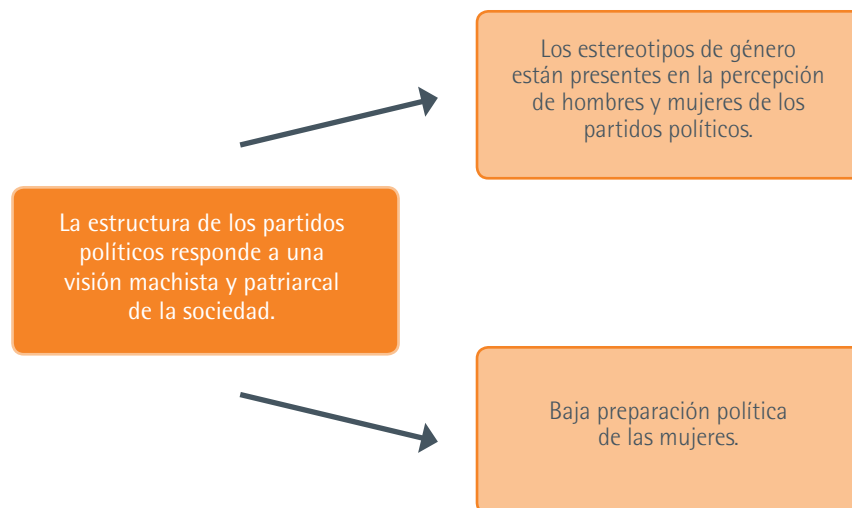 Los estereotipos de género
están presentes en la percepción
de hombres y mujeres de los
partidos políticos.
La estructura de los partidos
políticos responde a una
visión machista y patriarcal
de la sociedad.
Baja preparación política
de las mujeres.